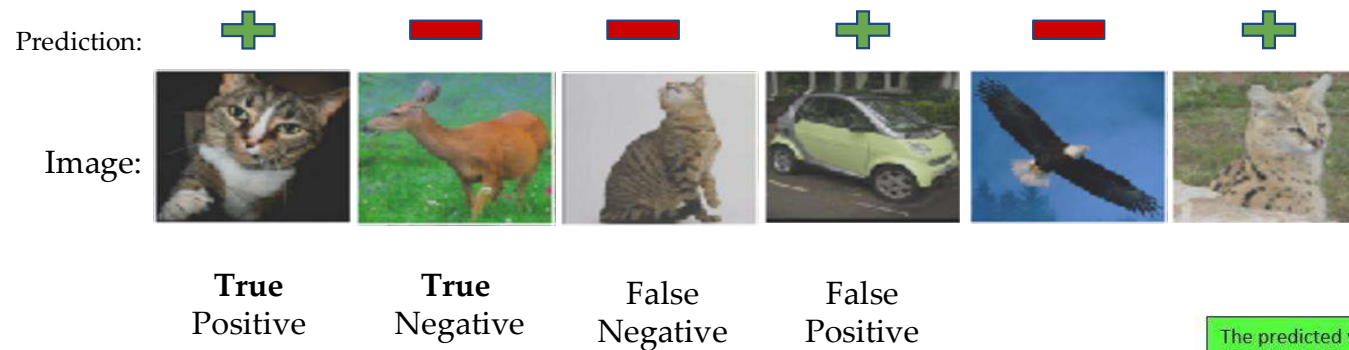 Prediction:
Image:
True
Positive
True
Negative
False
Negative
False
Positive
The predicted